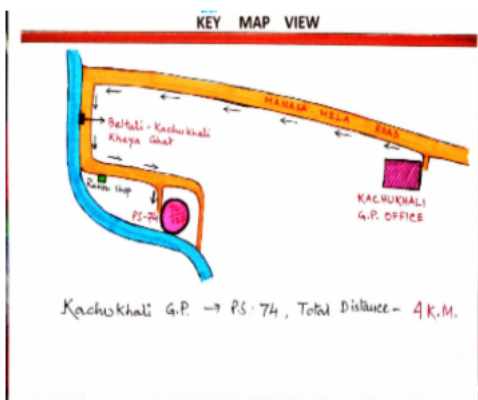 KEY MAP VIEW
MANASA MELA ROAD
Beltali - Kachukhali
Kheya Ghat
Ration Shop
PS-74
KACHUKHALI
G.P. OFFICE
Kachukhali G.P. → P.S - 74, Total Distance - 4 K.M.